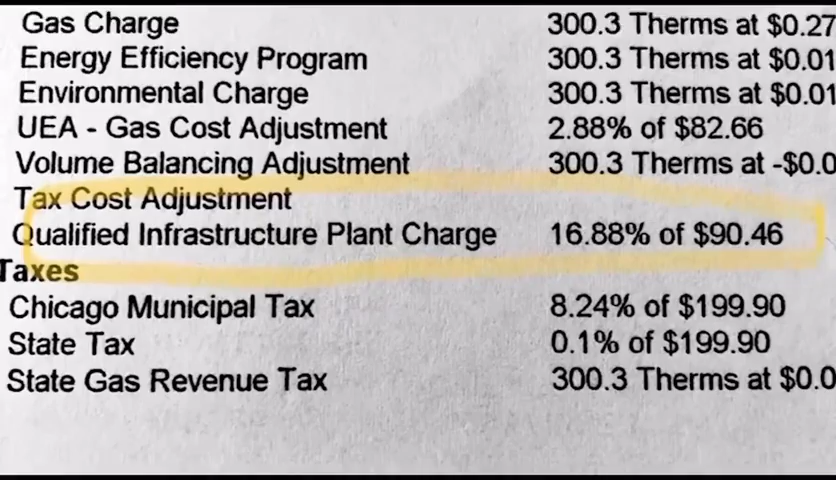 Gas Charge 300.3 Therms at $0.27
Energy Efficiency Program 300.3 Therms at $0.01
Environmental Charge 300.3 Therms at $0.01
UEA - Gas Cost Adjustment 2.88% of $82.66
Volume Balancing Adjustment 300.3 Therms at -$0.0
Tax Cost Adjustment
Qualified Infrastructure Plant Charge 16.88% of $90.46
Taxes
Chicago Municipal Tax 8.24% of $199.90
State Tax 0.1% of $199.90
State Gas Revenue Tax 300.3 Therms at $0.0